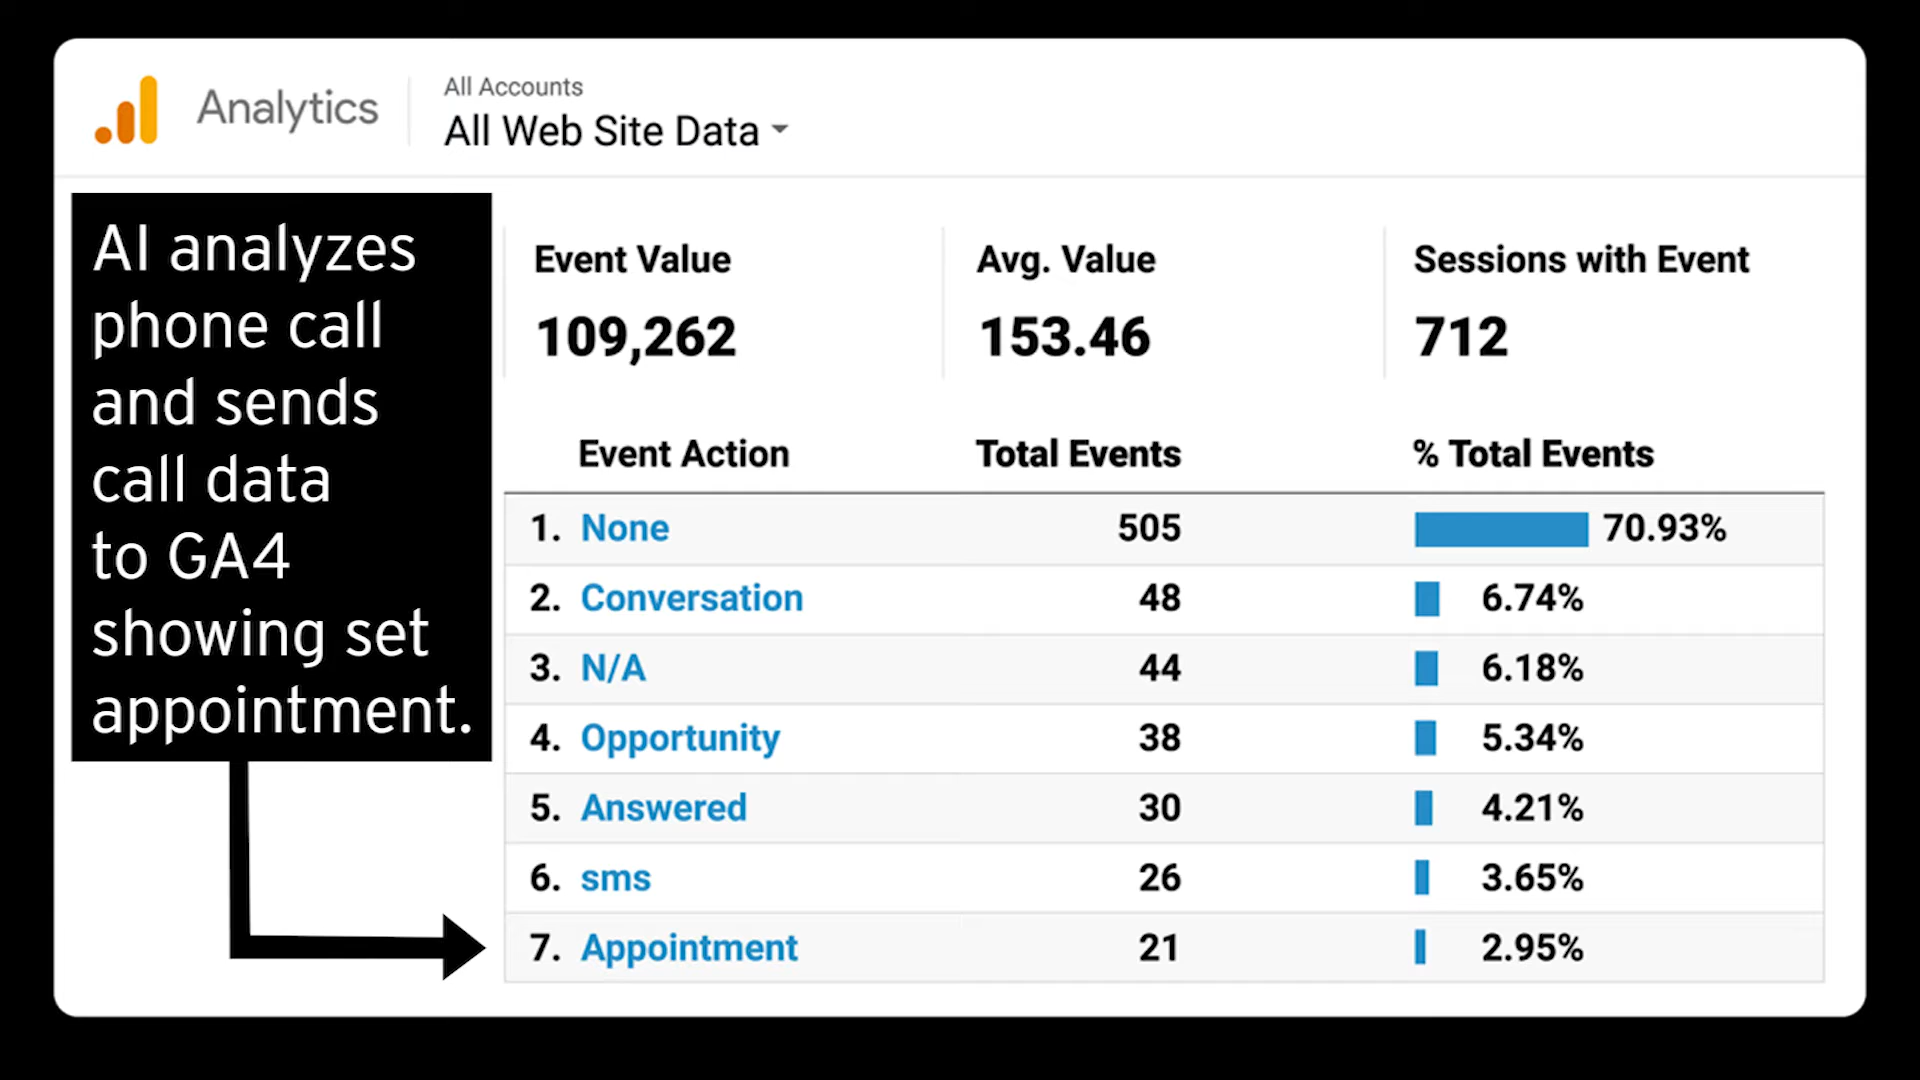 Analytics
All Accounts
All Web Site Data
AI analyzes
phone call
and sends
call data
to GA4
showing set
appointment.
Event Value Avg. Value Sessions with Event
109,262 153.46 712
Event Action Total Events % Total Events
1. None 505 70.93%
2. Conversation 48 6.74%
3. N/A 44 6.18%
4. Opportunity 38 5.34%
5. Answered 30 4.21%
6. sms 26 3.65%
7. Appointment 21 2.95%